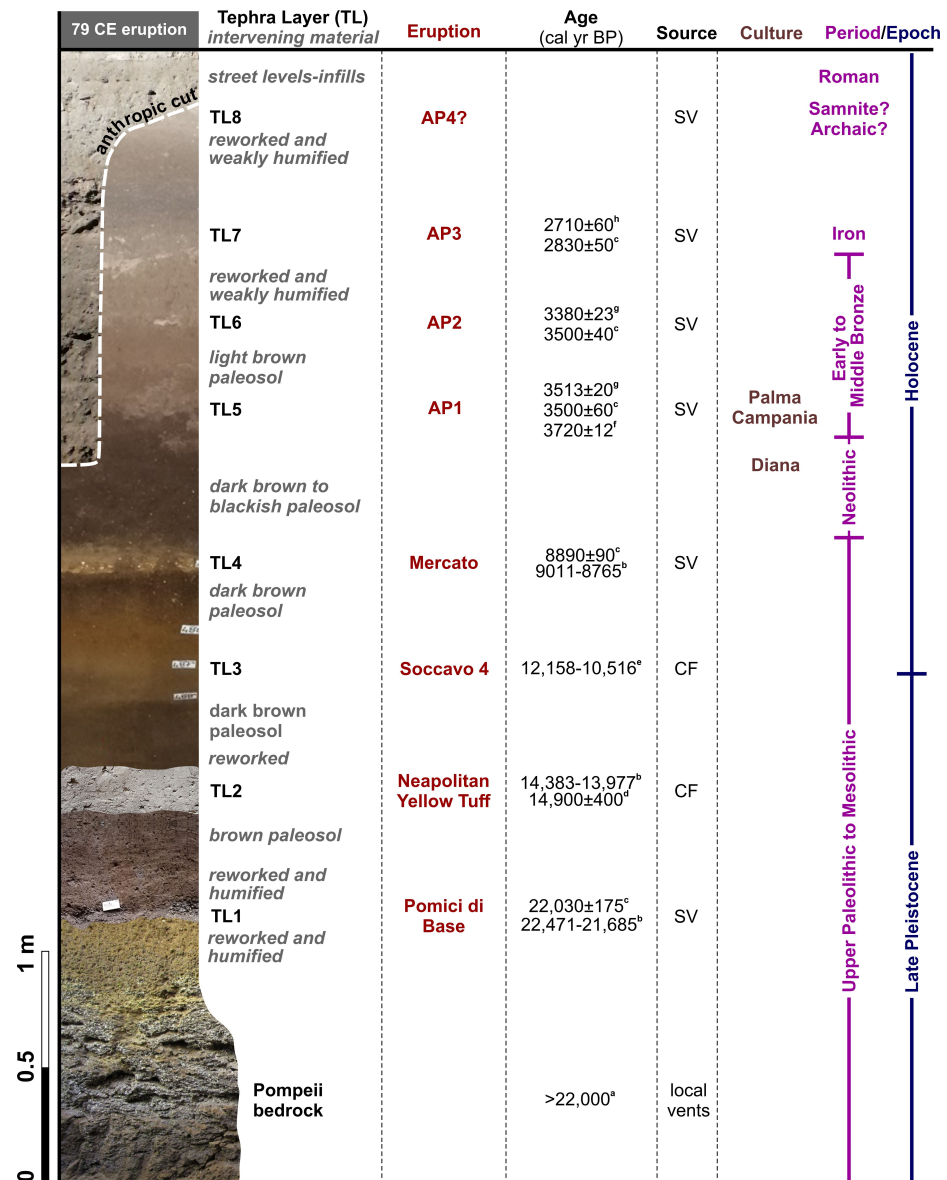 79 CE eruption
Tephra Layer (TL)
intervening material
Eruption
Age
(cal yr BP)
Source
Culture
Period/Epoch
anthropic cut
street levels-infills
Roman
TL8
AP4?
SV
Samnite?
Archaic?
reworked and
weakly humified
TL7
AP3
2710±60ʰ
2830±50ᶜ
SV
Iron
reworked and
weakly humified
TL6
AP2
3380±23ᵍ
3500±40ᶜ
SV
light brown
paleosol
Early to
Middle Bronze
Holocene
TL5
AP1
3513±20ᵍ
3500±60ᶜ
3720±12ᶠ
SV
Palma
Campania
Diana
Neolithic
dark brown to
blackish paleosol
TL4
Mercato
8890±90ᶜ
9011-8765ᵇ
SV
dark brown
paleosol
TL3
Soccavo 4
12,158-10,516ᵉ
CF
dark brown
paleosol
reworked
TL2
Neapolitan
Yellow Tuff
14,383-13,977ᵇ
14,900±400ᵈ
CF
brown paleosol
reworked and
humified
TL1
Pomici di
Base
22,030±175ᶜ
22,471-21,685ᵇ
SV
reworked and
humified
Upper Paleolithic to Mesolithic
Late Pleistocene
Pompeii
bedrock
>22,000ᵃ
local
vents
1 m
0.5
0